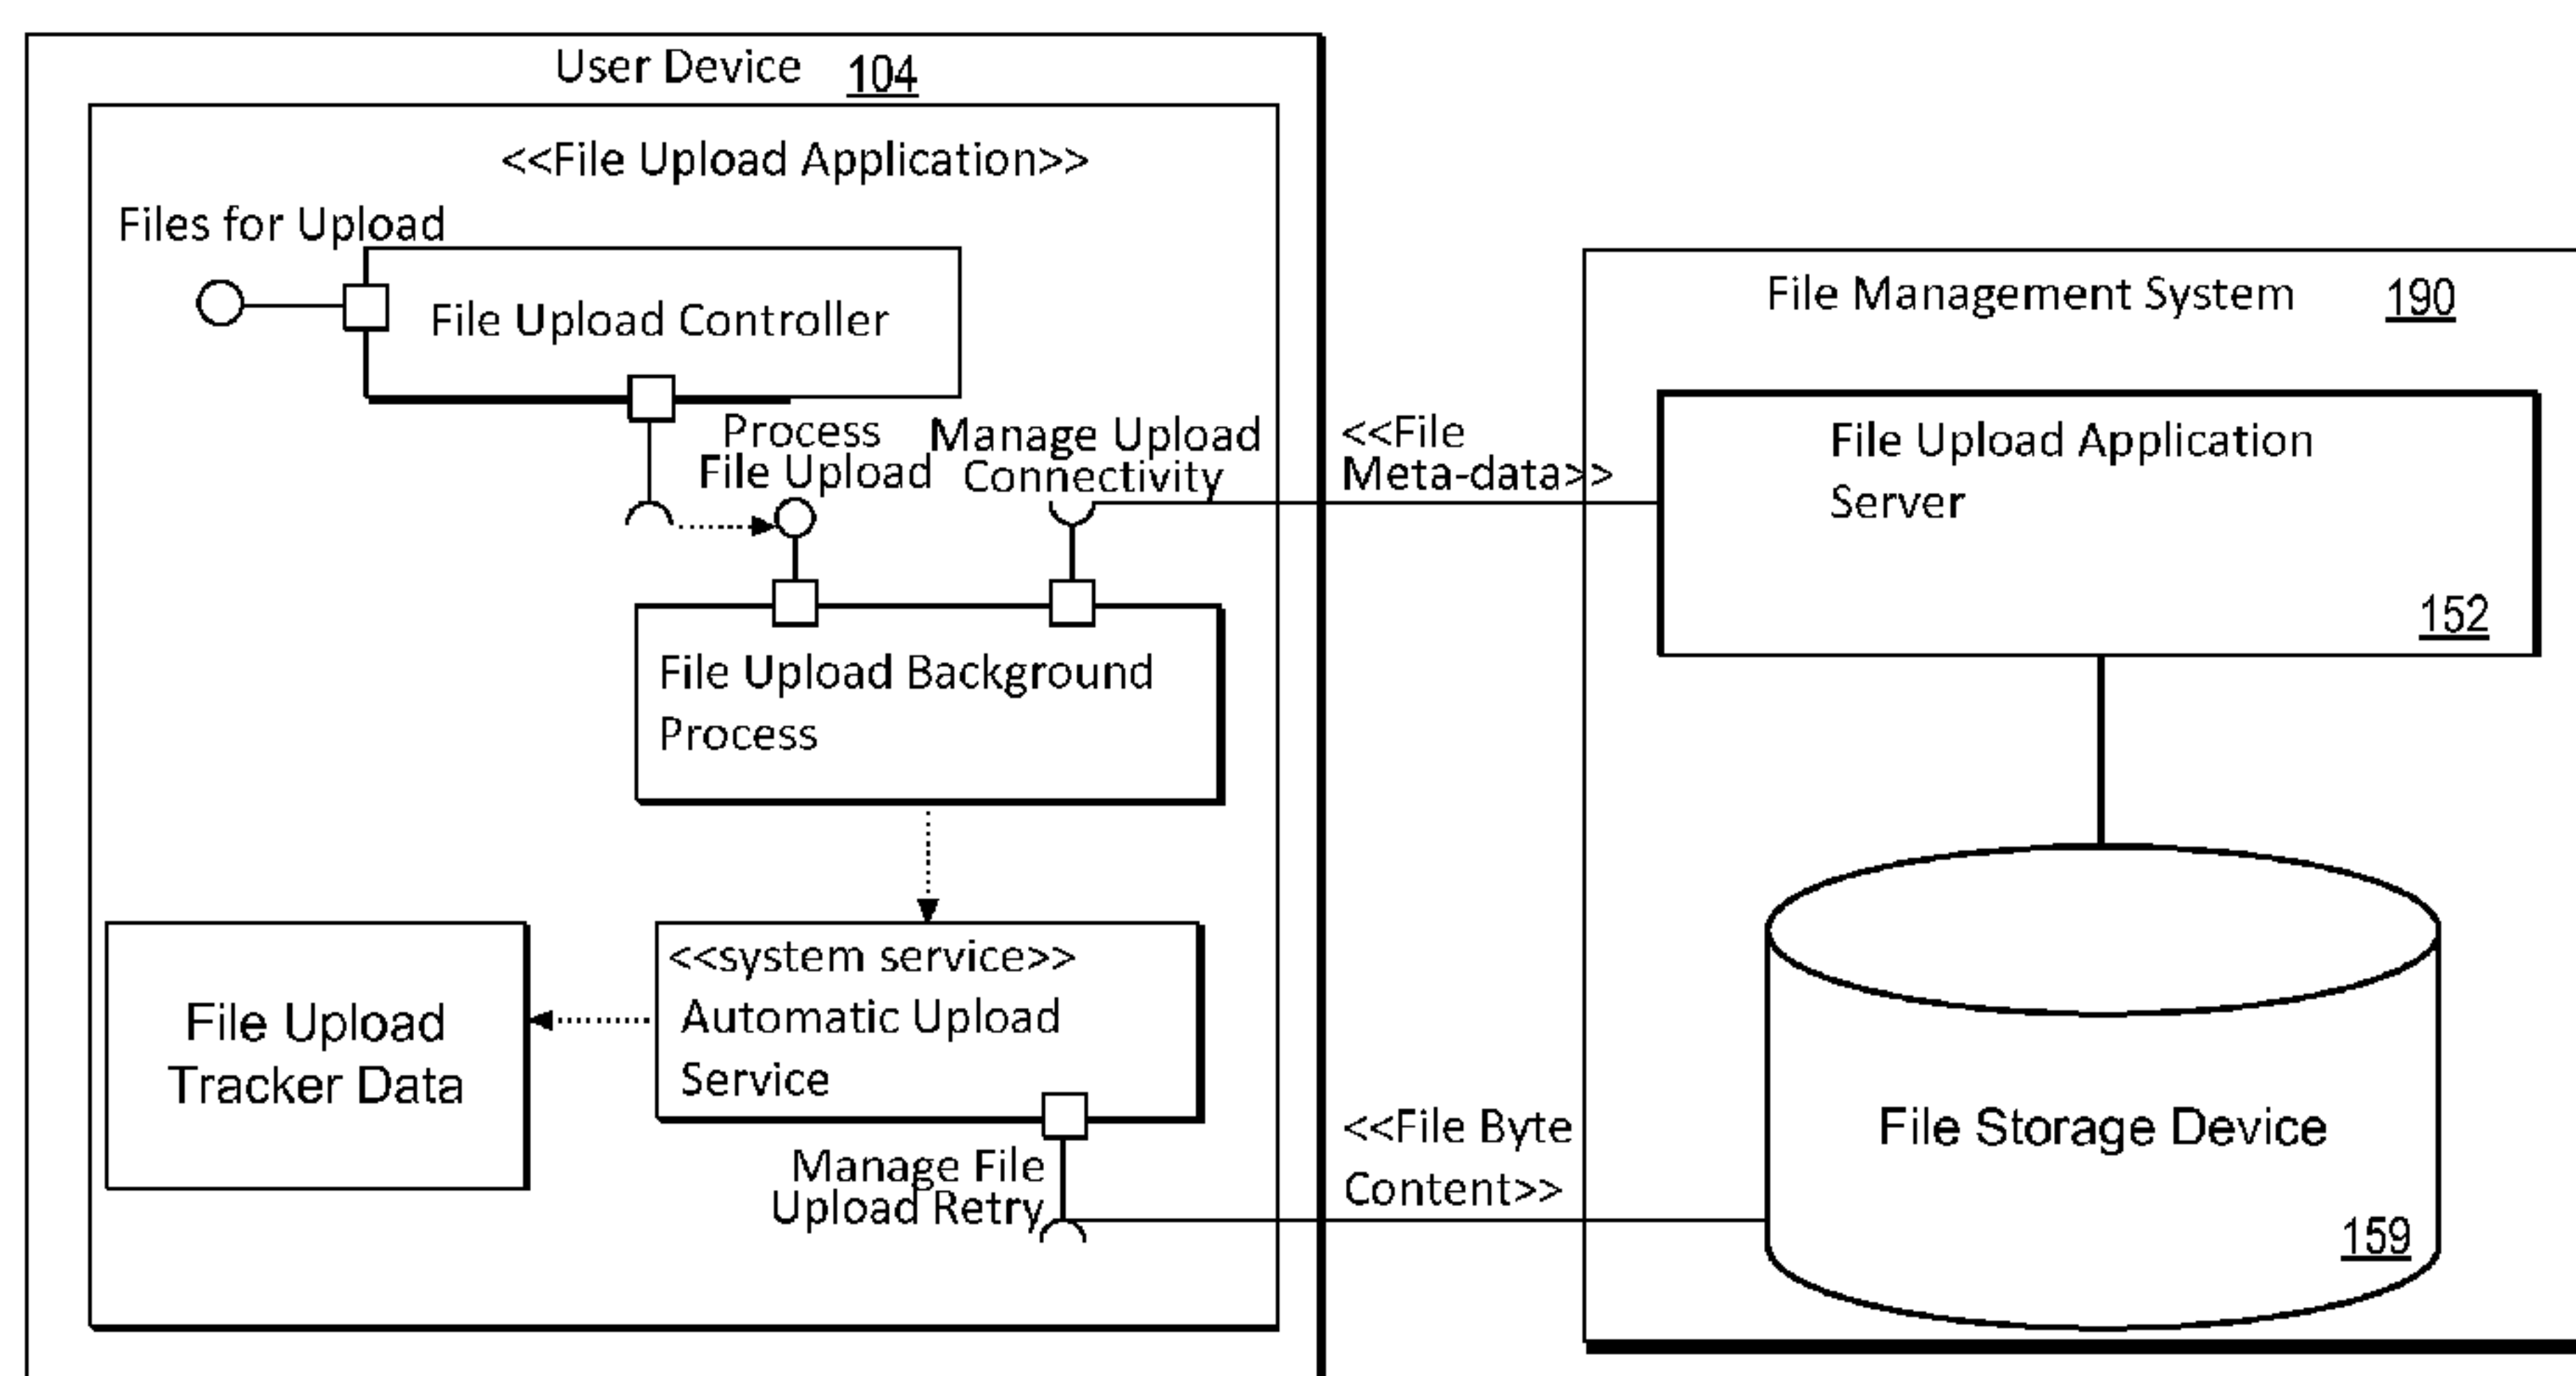 User Device 104
<<File Upload Application>>
Files for Upload
File Upload Controller
Process
File Upload
Manage Upload
Connectivity
File Upload Background
Process
<<system service>>
Automatic Upload
Service
File Upload
Tracker Data
Manage File
Upload Retry
<<File
Meta-data>>
<<File Byte
Content>>
File Management System 190
File Upload Application
Server
152
File Storage Device
159